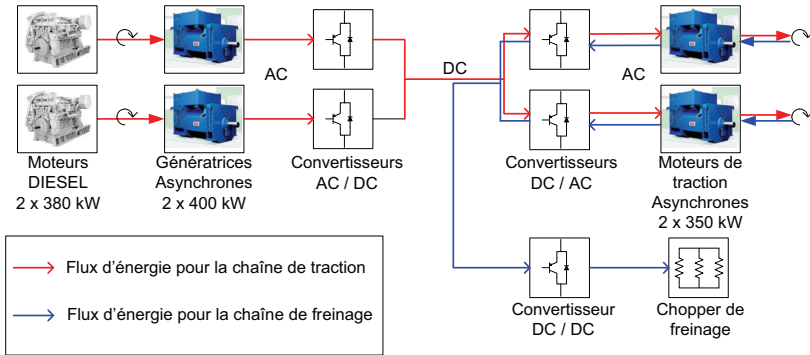 AC
DC
AC
Moteurs
DIESEL
2 x 380 kW
Génératrices
Asynchrones
2 x 400 kW
Convertisseurs
AC / DC
Convertisseurs
DC / AC
Moteurs de
traction
Asynchrones
2 x 350 kW
Flux d'énergie pour la chaîne de traction
Flux d'énergie pour la chaîne de freinage
Convertisseur
DC / DC
Chopper de
freinage